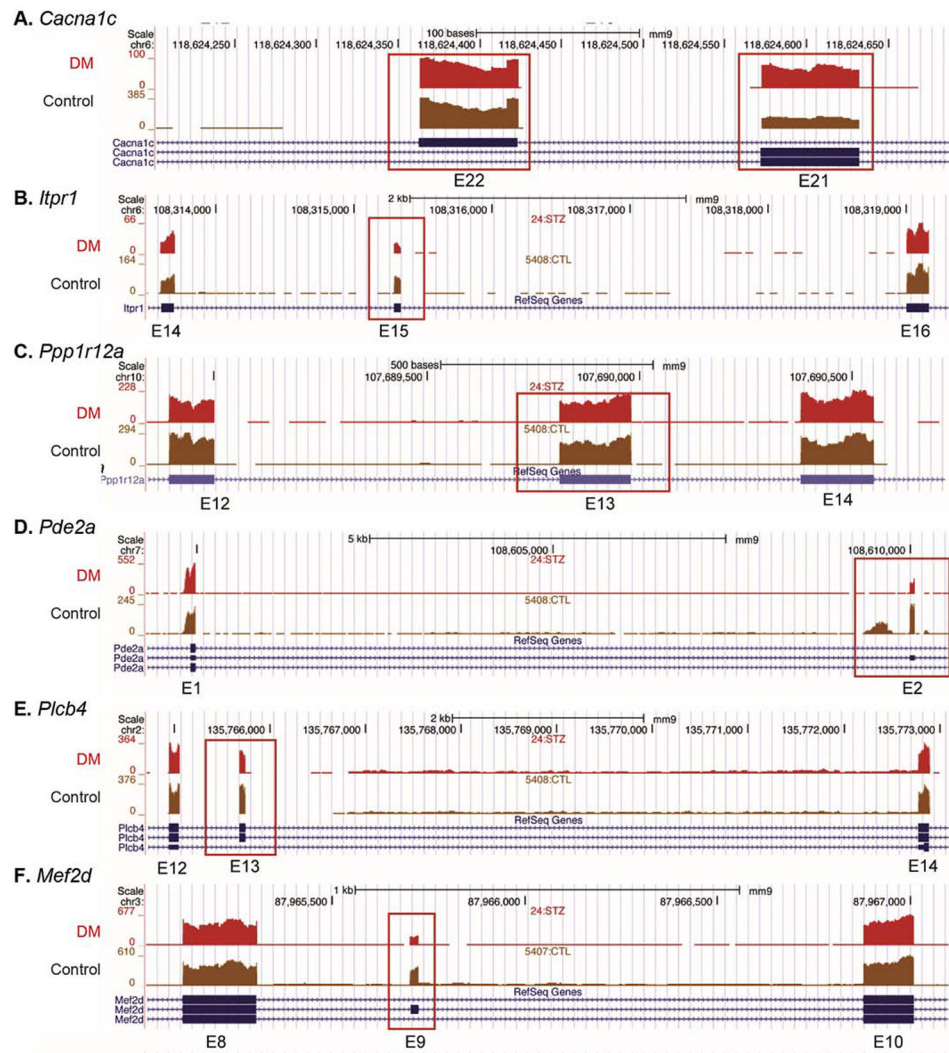 A. Cacna1c
Scale 100 bases mm9
chr6: 118,624,250 118,624,300 118,624,350 118,624,400 118,624,450 118,624,500 118,624,550 118,624,600 118,624,650
100
DM
0
385
Control
0
Cacna1c
Cacna1c
Cacna1c
E22 E21
B. Itpr1
Scale 2 kb mm9
chr6: 108,314,000 108,315,000 108,316,000 108,317,000 108,318,000 108,319,000
66 24:STZ
DM
0
164 5408:CTL
Control
0
RefSeq Genes
Itpr1
E14 E15 E16
C. Ppp1r12a
Scale 500 bases mm9
chr10: 107,689,500 107,690,000 107,690,500
228 24:STZ
DM
0
294 5408:CTL
Control
0
RefSeq Genes
Ppp1r12a
E12 E13 E14
D. Pde2a
Scale 5 kb mm9
chr7: 108,605,000 108,610,000
552 24:STZ
DM
0
245 5408:CTL
Control
0
RefSeq Genes
Pde2a
Pde2a
Pde2a
E1 E2
E. Plcb4
Scale 2 kb mm9
chr2: 135,766,000 135,767,000 135,768,000 135,769,000 135,770,000 135,771,000 135,772,000 135,773,000
364 24:STZ
DM
0
376 5408:CTL
Control
0
RefSeq Genes
Plcb4
Plcb4
Plcb4
E12 E13 E14
F. Mef2d
Scale 1 kb mm9
chr3: 87,965,500 87,966,000 87,966,500 87,967,000
677 24:STZ
DM
0
610 5407:CTL
Control
0
RefSeq Genes
Mef2d
Mef2d
Mef2d
E8 E9 E10